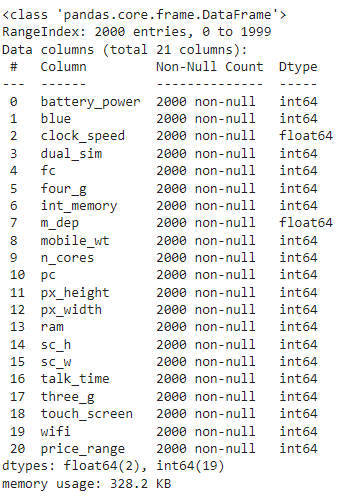 <class 'pandas.core.frame.DataFrame'>
RangeIndex: 2000 entries, 0 to 1999
Data columns (total 21 columns):
 #   Column         Non-Null Count  Dtype
---  ------         --------------  -----
 0   battery_power  2000 non-null   int64
 1   blue           2000 non-null   int64
 2   clock_speed    2000 non-null   float64
 3   dual_sim       2000 non-null   int64
 4   fc             2000 non-null   int64
 5   four_g         2000 non-null   int64
 6   int_memory     2000 non-null   int64
 7   m_dep          2000 non-null   float64
 8   mobile_wt      2000 non-null   int64
 9   n_cores        2000 non-null   int64
 10  pc             2000 non-null   int64
 11  px_height      2000 non-null   int64
 12  px_width       2000 non-null   int64
 13  ram            2000 non-null   int64
 14  sc_h           2000 non-null   int64
 15  sc_w           2000 non-null   int64
 16  talk_time      2000 non-null   int64
 17  three_g        2000 non-null   int64
 18  touch_screen   2000 non-null   int64
 19  wifi           2000 non-null   int64
 20  price_range    2000 non-null   int64
dtypes: float64(2), int64(19)
memory usage: 328.2 KB